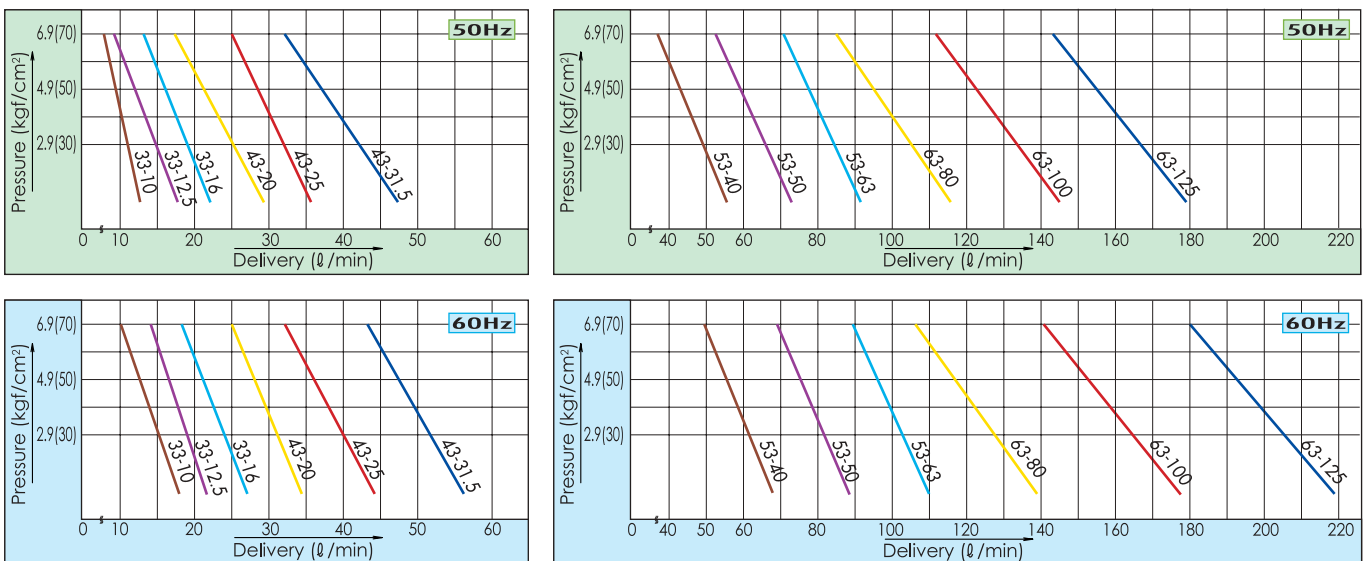 50Hz
6.9(70)
4.9(50)
2.9(30)
Pressure (kgf/cm²)
33-10
33-12.5
33-16
43-20
43-25
43-31.5
0 10 20 30 40 50 60
Delivery (ℓ/min)
50Hz
6.9(70)
4.9(50)
2.9(30)
Pressure (kgf/cm²)
53-40
53-50
53-63
63-80
63-100
63-125
0 40 50 60 80 100 120 140 160 180 200 220
Delivery (ℓ/min)
60Hz
6.9(70)
4.9(50)
2.9(30)
Pressure (kgf/cm²)
33-10
33-12.5
33-16
43-20
43-25
43-31.5
0 10 20 30 40 50 60
Delivery (ℓ/min)
60Hz
6.9(70)
4.9(50)
2.9(30)
Pressure (kgf/cm²)
53-40
53-50
53-63
63-80
63-100
63-125
0 40 50 60 80 100 120 140 160 180 200 220
Delivery (ℓ/min)